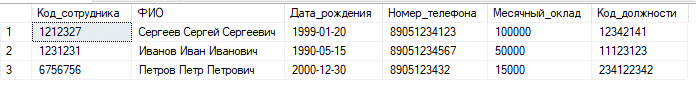 Код_сотрудника ФИО Дата_рождения Номер_телефона Месячный_оклад Код_должности
1 1212327 Сергеев Сергей Сергеевич 1999-01-20 8905123123 100000 12342141
2 1231231 Иванов Иван Иванович 1990-05-15 89051234567 50000 11123123
3 6756756 Петров Петр Петрович 2000-12-30 8905123432 15000 234122342